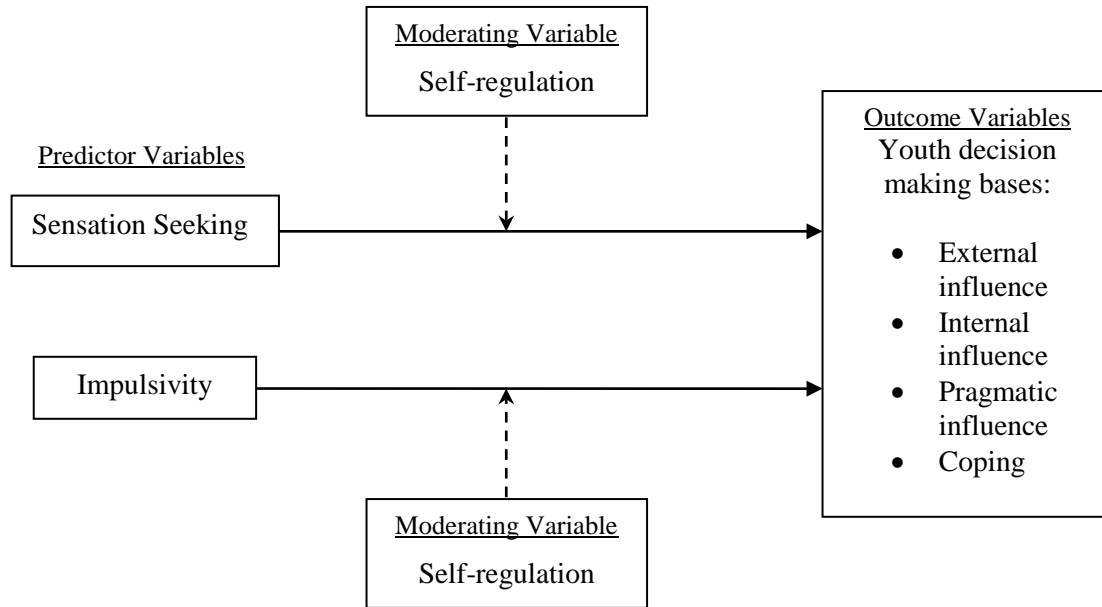 Moderating Variable
Self-regulation
Predictor Variables
Sensation Seeking
Impulsivity
Moderating Variable
Self-regulation
Outcome Variables
Youth decision
making bases:
• External
influence
• Internal
influence
• Pragmatic
influence
• Coping